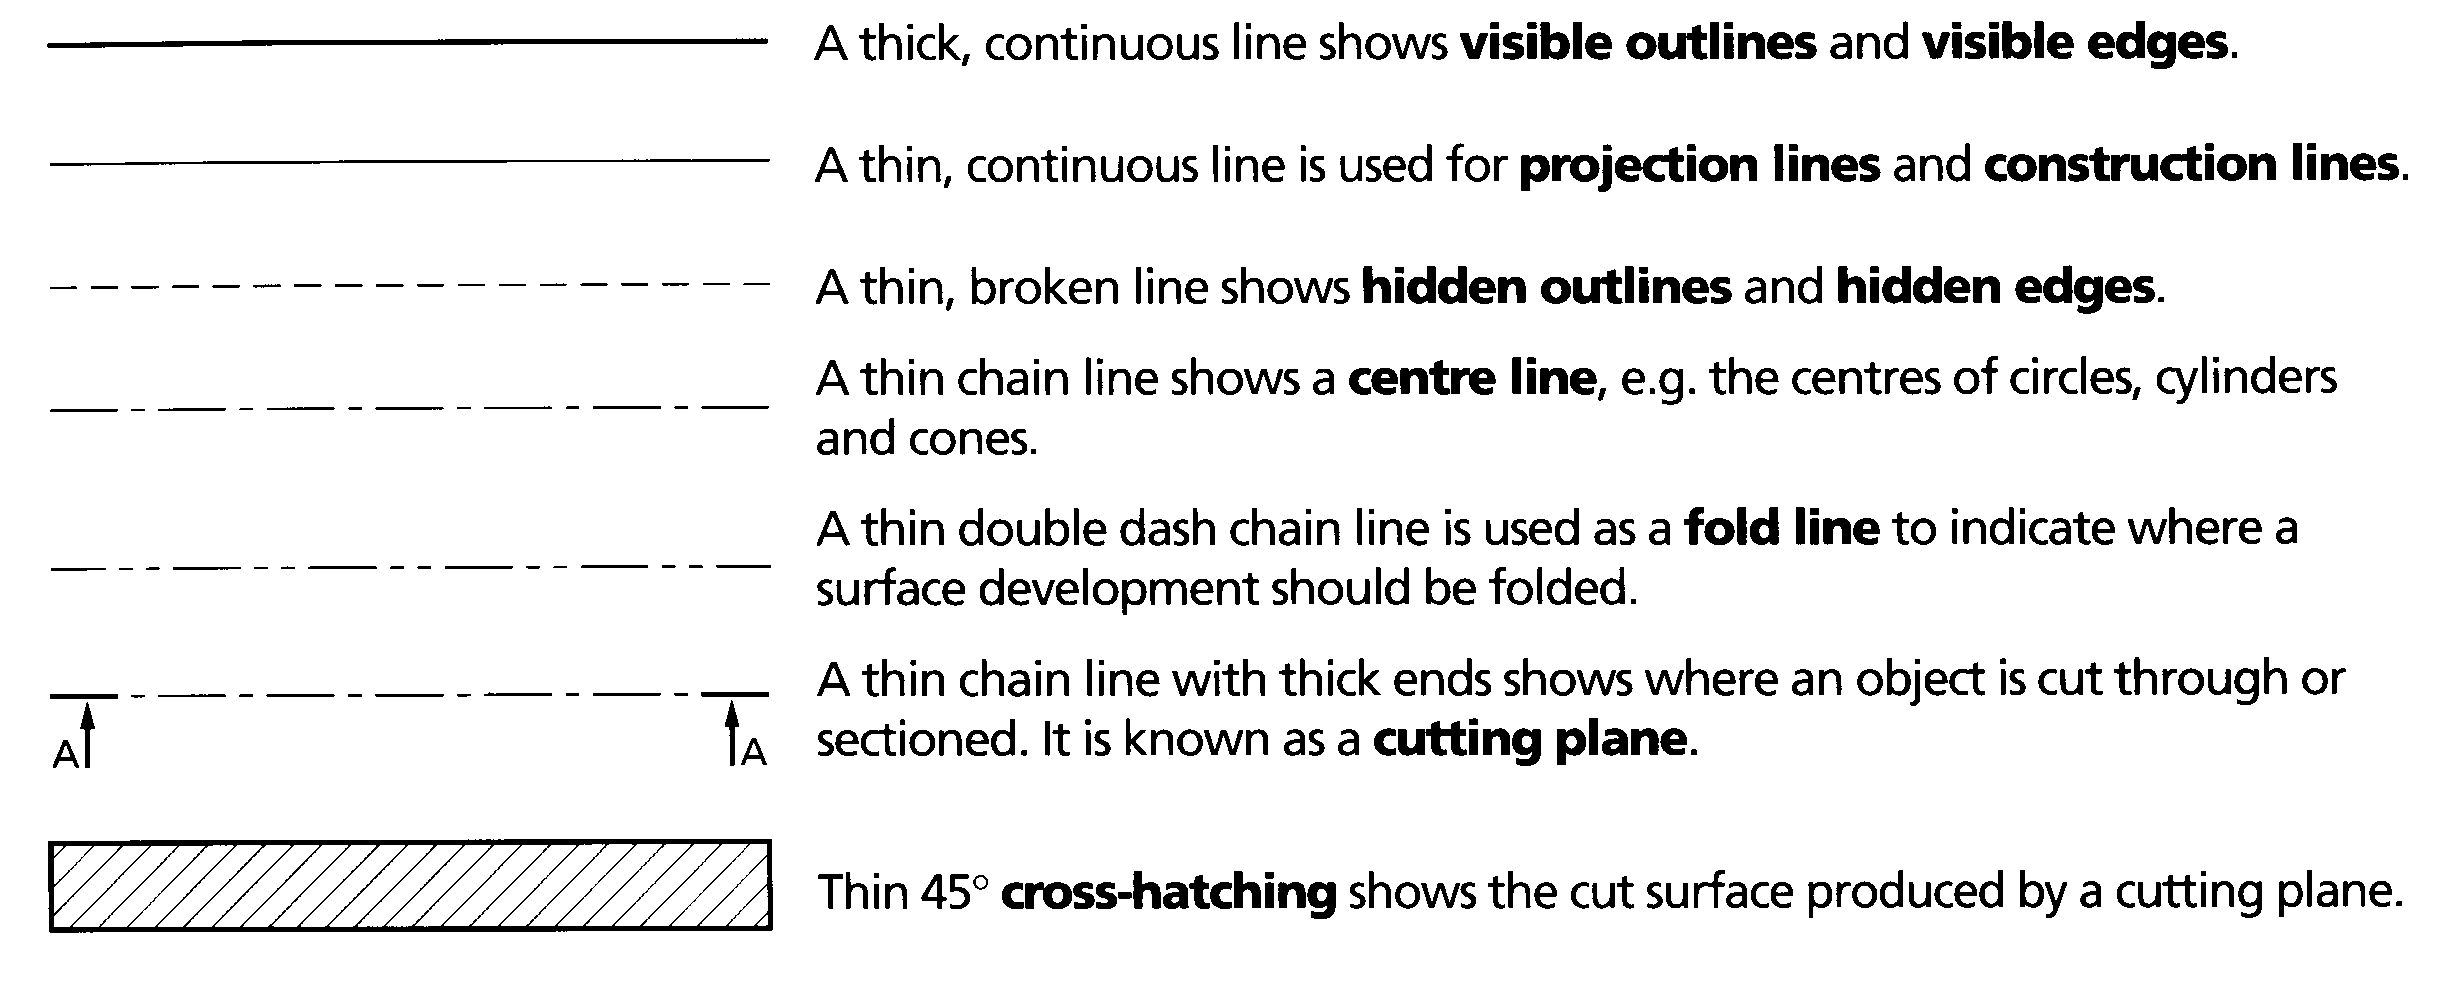 A thick, continuous line shows visible outlines and visible edges.
A thin, continuous line is used for projection lines and construction lines.
A thin, broken line shows hidden outlines and hidden edges.
A thin chain line shows a centre line, e.g. the centres of circles, cylinders
and cones.
A thin double dash chain line is used as a fold line to indicate where a
surface development should be folded.
A thin chain line with thick ends shows where an object is cut through or
sectioned. It is known as a cutting plane.
A A
Thin 45° cross-hatching shows the cut surface produced by a cutting plane.